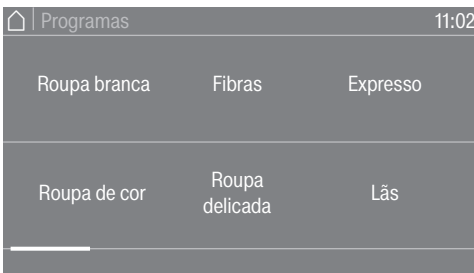 Programas 11:02
Roupa branca Fibras Expresso
Roupa de cor Roupa delicada Lãs